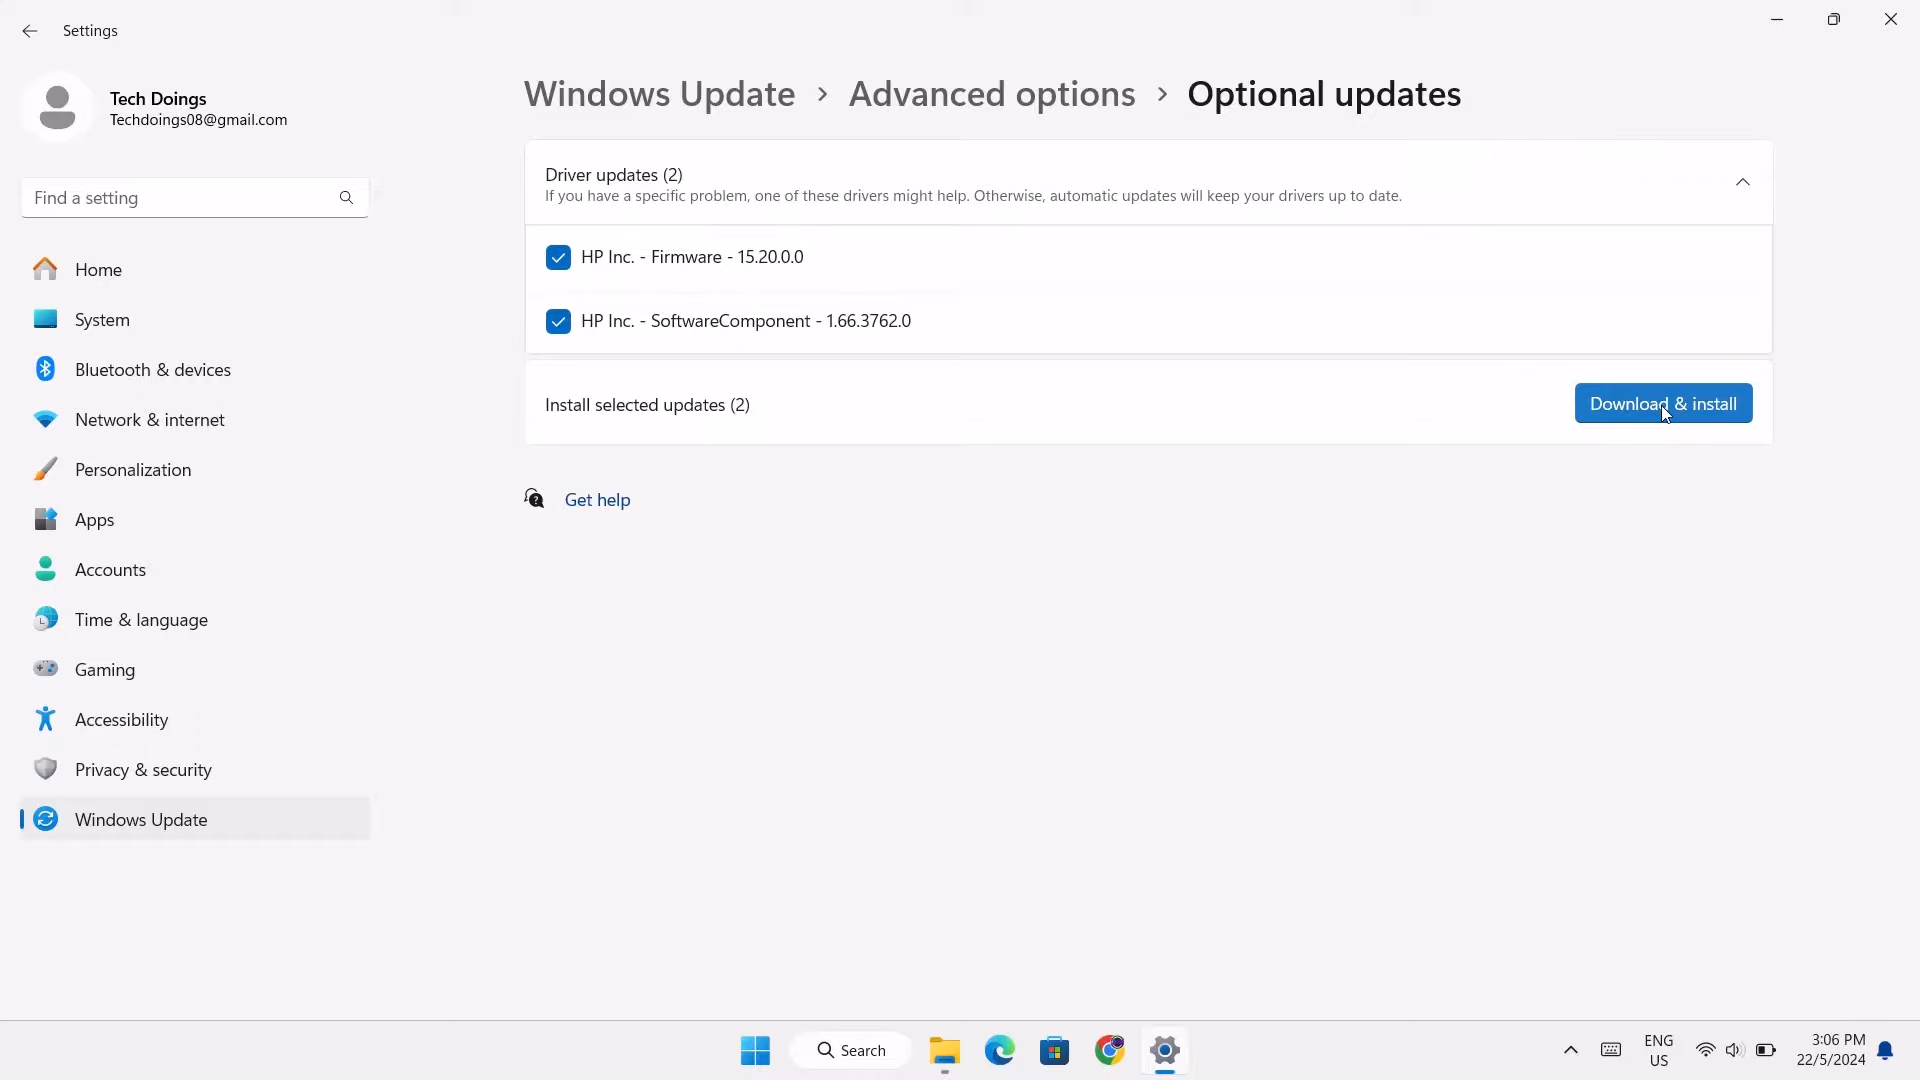 Settings
Tech Doings
Techdoings08@gmail.com
Find a setting
Home
System
Bluetooth & devices
Network & internet
Personalization
Apps
Accounts
Time & language
Gaming
Accessibility
Privacy & security
Windows Update
Windows Update > Advanced options > Optional updates
Driver updates (2)
If you have a specific problem, one of these drivers might help. Otherwise, automatic updates will keep your drivers up to date.
HP Inc. - Firmware - 15.20.0.0
HP Inc. - SoftwareComponent - 1.66.3762.0
Install selected updates (2)
Download & install
Get help
Search
ENG
US
3:06 PM
22/5/2024